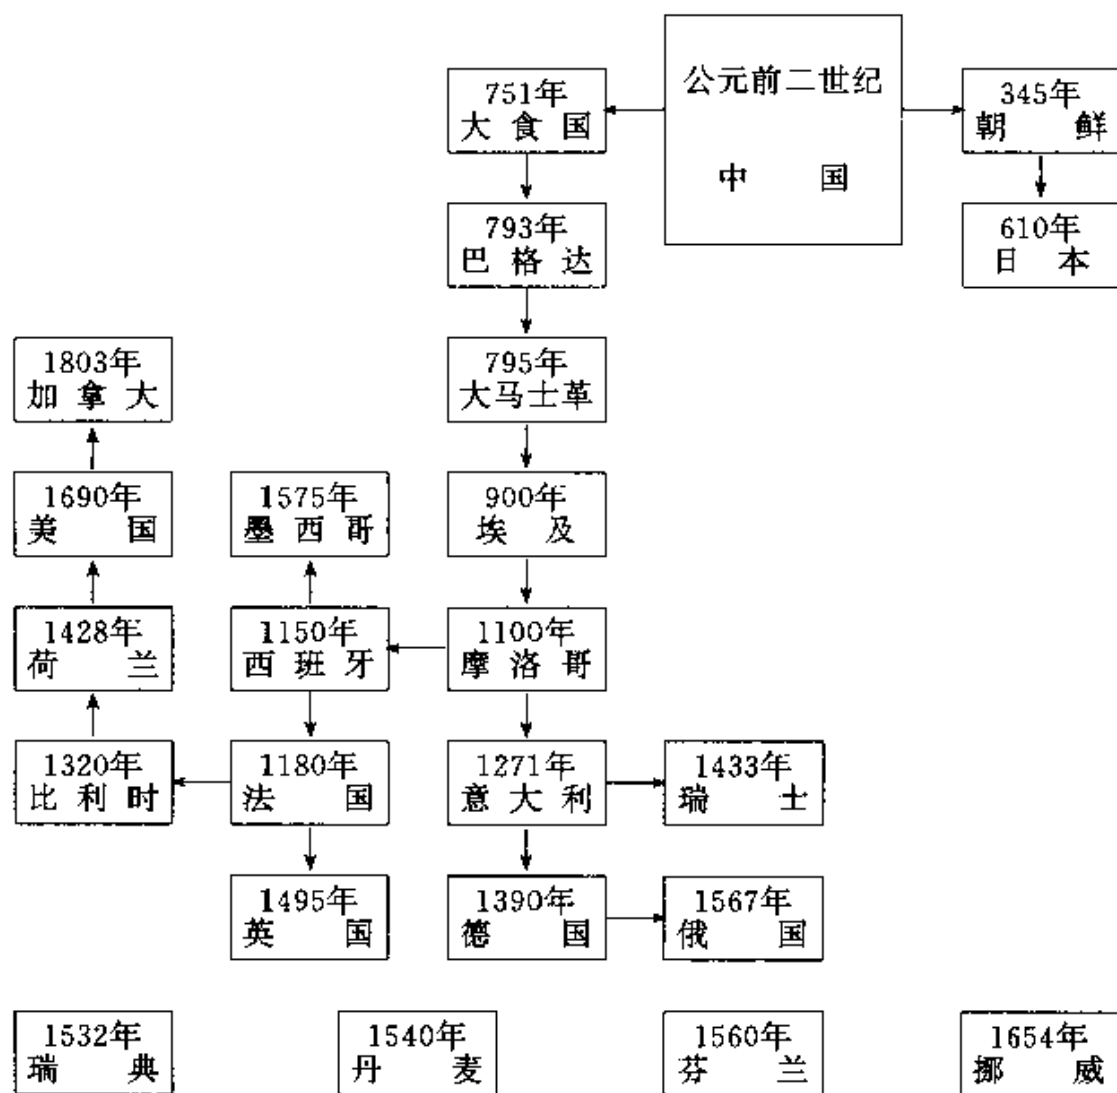 公元前二世纪
中国
751年
大食国
345年
朝鲜
793年
巴格达
610年
日本
1803年
加拿大
795年
大马士革
1690年
美国
1575年
墨西哥
900年
埃及
1428年
荷兰
1150年
西班牙
1100年
摩洛哥
1320年
比利时
1180年
法国
1271年
意大利
1433年
瑞士
1495年
英国
1390年
德国
1567年
俄国
1532年
瑞典
1540年
丹麦
1560年
芬兰
1654年
挪威